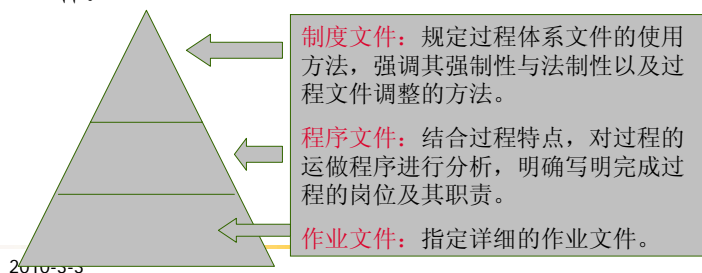 制度文件：规定过程体系文件的使用
方法，强调其强制性与法制性以及过
程文件调整的方法。
程序文件：结合过程特点，对过程的
运做程序进行分析，明确写明完成过
程的岗位及其职责。
作业文件：指定详细的作业文件。
2010-3-3